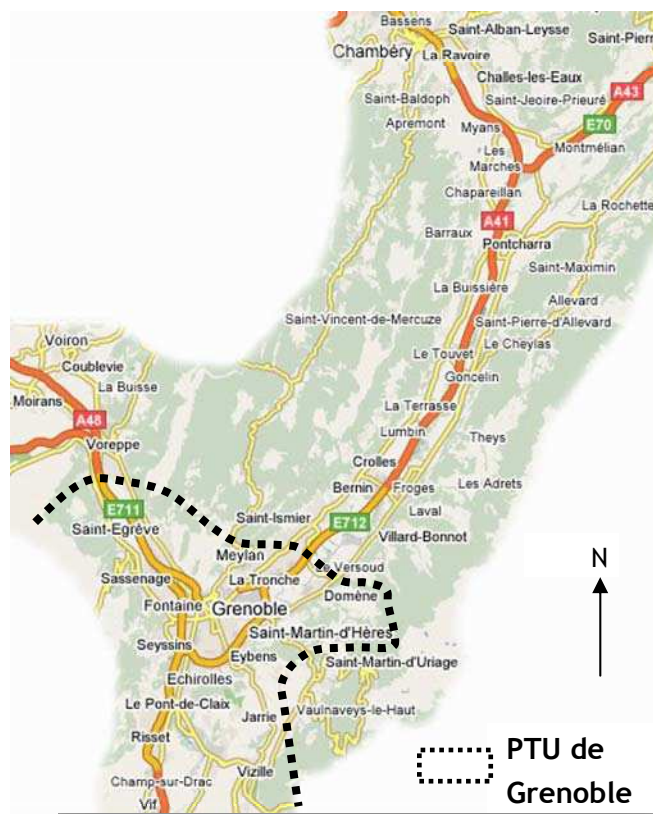 Bassens
Saint-Alban-Leysse
Saint-Pierr
Chambéry
La Ravoire
Challes-les-Eaux
A43
Saint-Baldoph
Saint-Jeoire-Prieuré
Apremont
Myans
E70
Les
Marches
Montmélian
Chapareillan
La Rochette
A41
Barraux
Pontcharra
Saint-Maximin
La Buissière
Allevard
Saint-Vincent-de-Mercuze
Saint-Pierre-d'Allevard
Voiron
Le Touvet
Le Cheylas
Coublevie
La Buisse
Goncelin
Moirans
La Terrasse
A48
Lumbin
Voreppe
Theys
Crolles
Bernin
Froges
Les Adrets
E711
Saint-Ismier
E712
Laval
Saint-Egrève
Villard-Bonnot
Meylan
Le Versoud
Sassenage
La Tronche
Domène
N
Fontaine
Grenoble
Saint-Martin-d'Hères
Seyssins
Eybens
Saint-Martin-d'Uriage
Echirolles
Le Pont-de-Claix
Jarrie
Vaulnaveys-le-Haut
Risset
PTU de
Grenoble
Vizille
Champ-sur-Drac
Vif